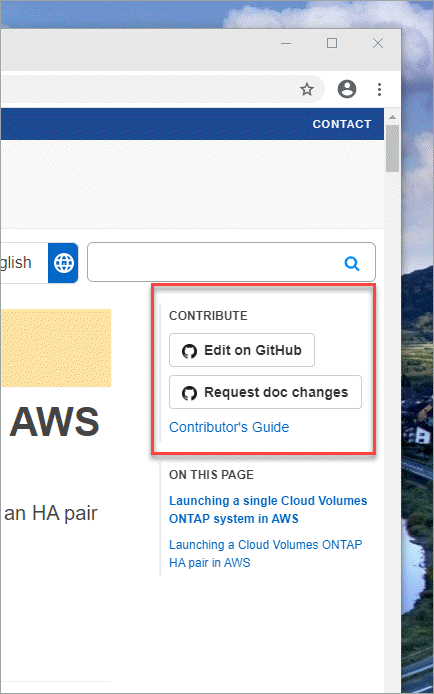 CONTACT
glish
CONTRIBUTE
Edit on GitHub
Request doc changes
Contributor's Guide
AWS
ON THIS PAGE
Launching a single Cloud Volumes
ONTAP system in AWS
an HA pair
Launching a Cloud Volumes ONTAP
HA pair in AWS